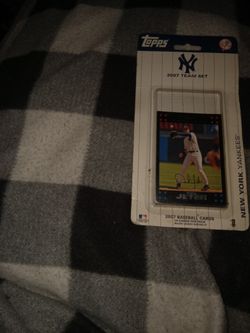 Topps
NY
2007 TEAM SET
JETER
NEW YORK YANKEES
2007 BASEBALL CARDS